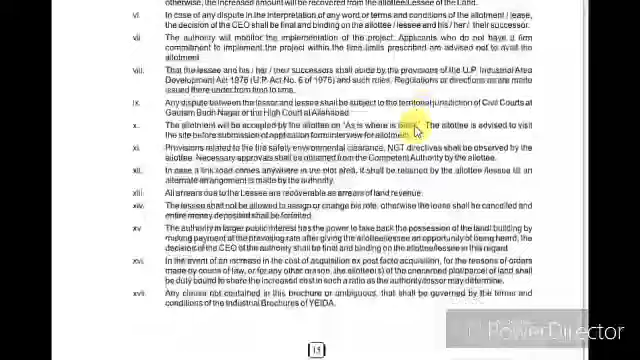 otherwise, the increased amount will be recovered from the allottee/Lessee of the Land.
vi. In case of any dispute in the interpretation of any word or terms and conditions of the allotment / lease,
the decision of the CEO shall be final and binding on the allottee / lessee and his / her / their successor.
vii. The authority will monitor the implementation of the project. Applicants who do not have a firm
commitment to implement the project within the time limits prescribed are advised not to avail the
allotment.
viii. That the lessee and his / her / their successors shall abide by the provisions of the U.P. Industrial Area
Development Act 1976 (U.P. Act No. 6 of 1976) and such rules. Regulations or directions as are made
issued there under from time to time.
ix. Any dispute between the lessor and lessee shall be subject to the territorial jurisdiction of Civil Courts at
Gautam Budh Nagar or the High Court at Allahabad.
x. The allotment will be accepted by the allottee on "As is where is basis". The allottee is advised to visit
the site before submission of application form/interview for allotment.
xi. Provisions related to the fire safety environmental clearance, NGT directives shall be observed by the
allottee. Necessary approvals shall be obtained from the Competent Authority by the allottee.
xii. In case a link road comes anywhere in the plot area, it shall be retained by the allottee /lessee till an
alternate arrangement is made by the authority.
xiii. All arrears due to the Lessee are recoverable as arrears of land revenue.
xiv. The lessee shall not be allowed to assign or change his role, otherwise the loans shall be cancelled and
entire money deposited shall be forfeited.
xv. The authority in larger public interest has the power to take back the possession of the land/ building by
making payment at the prevailing rate after giving the allottee/lessee an opportunity of being heard, the
decision of the CEO of the authority shall be final and binding on the allottee/lessee in this regard.
xvi. In the event of an increase in the cost of acquisition ex post facto acquisition, for the reasons of orders
made by courts of law, or for any other reason, the allottee(s) of the concerned plot/parcel of land shall
be duty bound to share the increased cost in such a ratio as the authority/lessor may determine.
xvii. Any clause not contained in this brochure or ambiguous, that shall be governed by the terms and
conditions of the Industrial Brochures of YEIDA.
15
PowerDirector